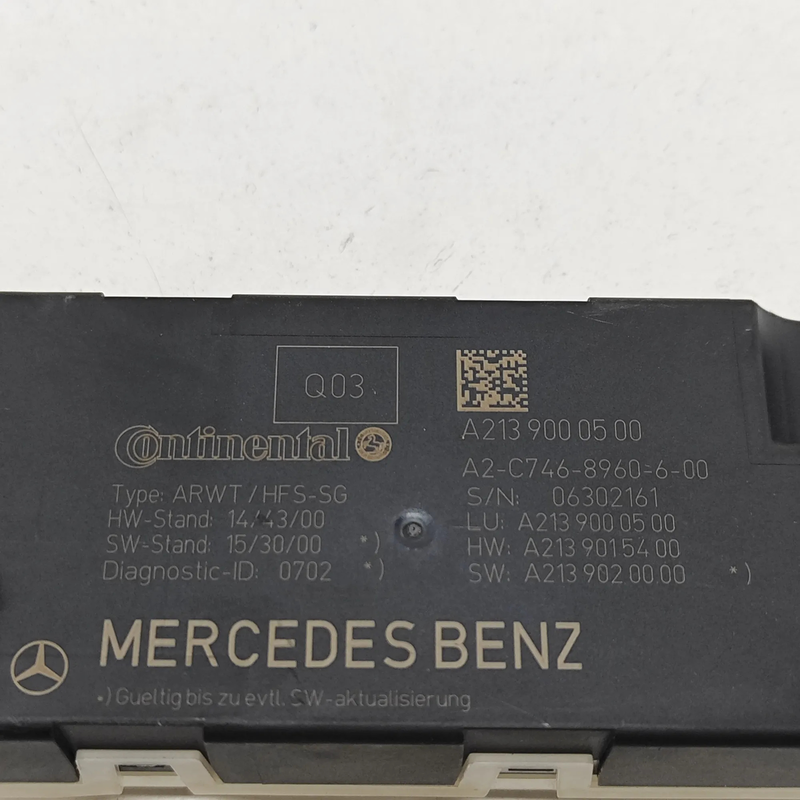 Q03
Continental
A213 900 05 00
A2-C746-8960-6-00
Type: ARWT/HFS-SG
S/N: 06302161
HW-Stand: 14/43/00
LU: A213 900 05 00
SW-Stand: 15/30/00 *)
HW: A213 901 54 00
Diagnostic-ID: 0702 *)
SW: A213 902 00 00 *)
MERCEDES BENZ
*) Gueltig bis zu evtl. SW-aktualisierung